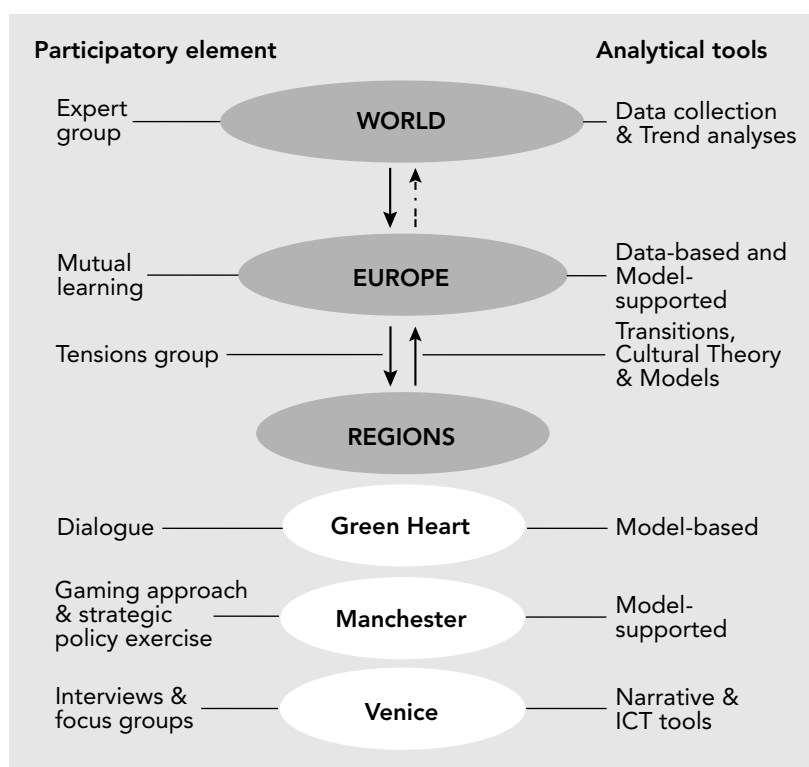 Participatory element
Analytical tools
Expert
group
WORLD
Data collection
& Trend analyses
Mutual
learning
EUROPE
Data-based and
Model-
supported
Tensions group
Transitions,
Cultural Theory
& Models
REGIONS
Dialogue
Green Heart
Model-based
Gaming approach
& strategic
policy exercise
Manchester
Model-
supported
Interviews &
focus groups
Venice
Narrative &
ICT tools